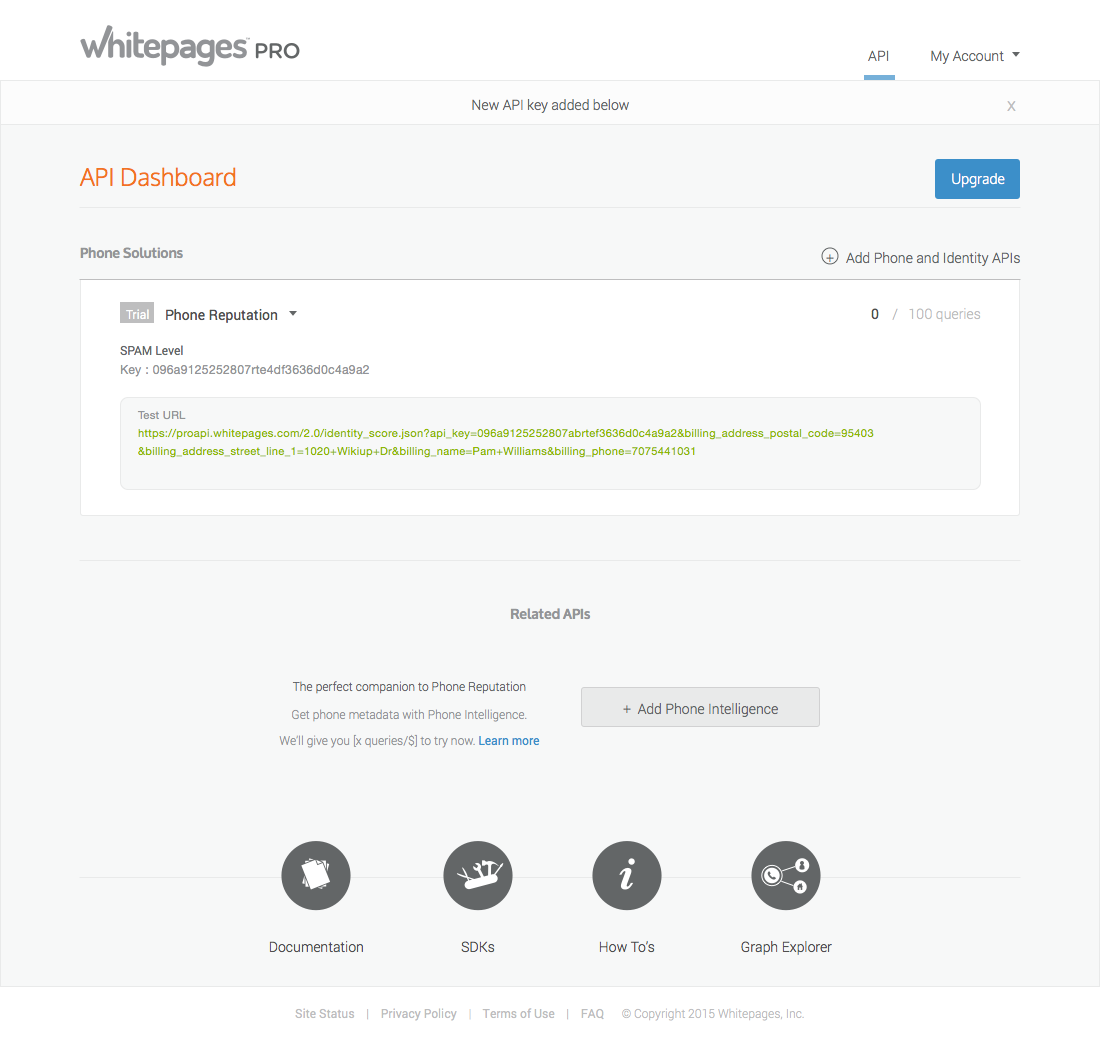 whitepages™ PRO
API My Account
New API key added below X
API Dashboard Upgrade
Phone Solutions + Add Phone and Identity APIs
Trial Phone Reputation 0 / 100 queries
SPAM Level
Key : 096a9125252807rte4df3636d0c4a9a2
Test URL
https://proapi.whitepages.com/2.0/identity_score.json?api_key=096a9125252807abrtef3636d0c4a9a2&billing_address_postal_code=95403
&billing_address_street_line_1=1020+Wikiup+Dr&billing_name=Pam+Williams&billing_phone=7075441031
Related APIs
The perfect companion to Phone Reputation
Get phone metadata with Phone Intelligence.
We'll give you [x queries/$] to try now. Learn more
+ Add Phone Intelligence
Documentation SDKs How To's Graph Explorer
Site Status | Privacy Policy | Terms of Use | FAQ © Copyright 2015 Whitepages, Inc.